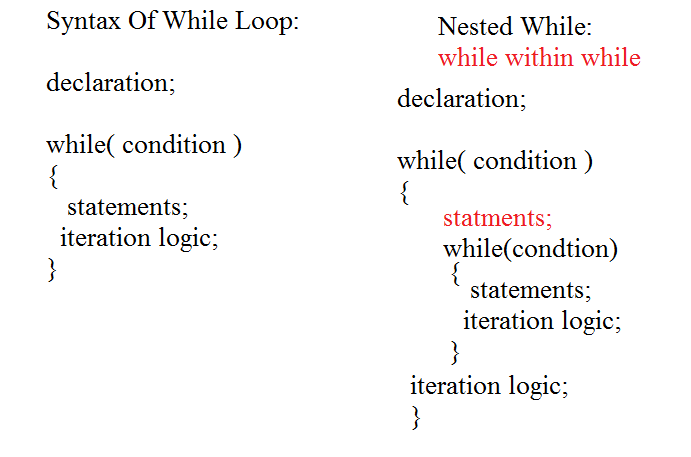 Syntax Of While Loop:
declaration;
while( condition )
{
statements;
iteration logic;
}
Nested While:
while within while
declaration;
while( condition )
{
statments;
while(condtion)
{
statements;
iteration logic;
}
iteration logic;
}